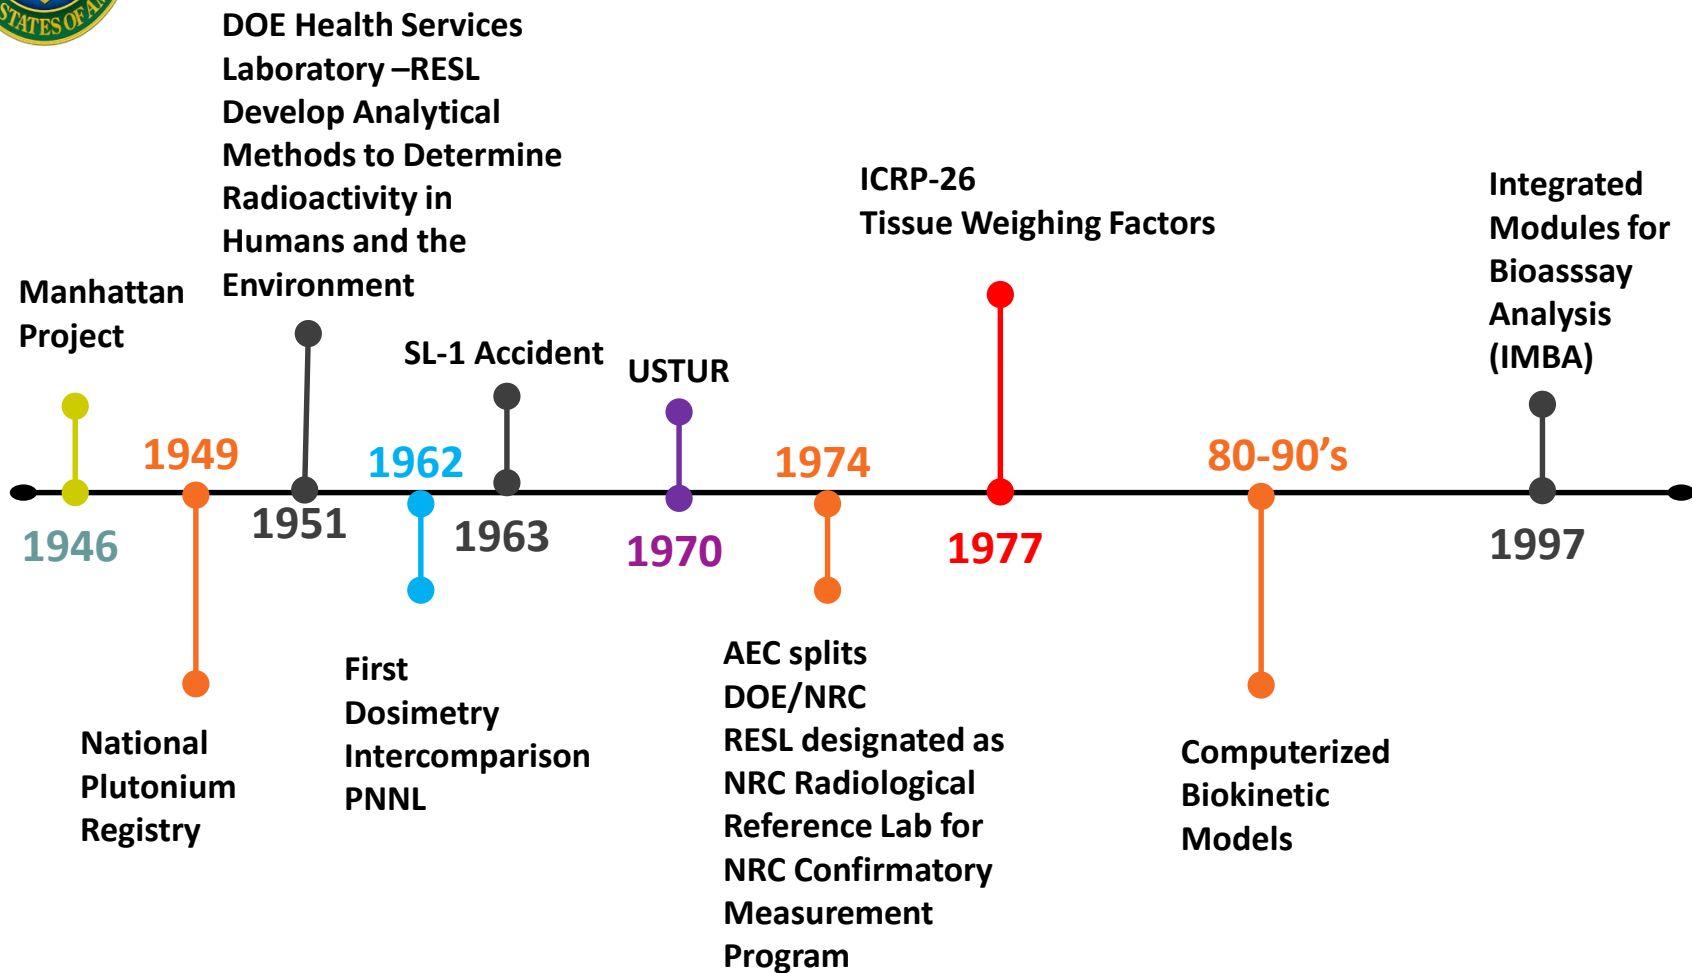 STATES OF AM
DOE Health Services
Laboratory –RESL
Develop Analytical
Methods to Determine
Radioactivity in
Humans and the
Environment
ICRP-26
Tissue Weighing Factors
Integrated
Modules for
Bioasssay
Analysis
(IMBA)
Manhattan
Project
SL-1 Accident
USTUR
1949
1962
1974
80-90’s
1946
1951
1963
1970
1977
1997
National
Plutonium
Registry
First
Dosimetry
Intercomparison
PNNL
AEC splits
DOE/NRC
RESL designated as
NRC Radiological
Reference Lab for
NRC Confirmatory
Measurement
Program
Computerized
Biokinetic
Models